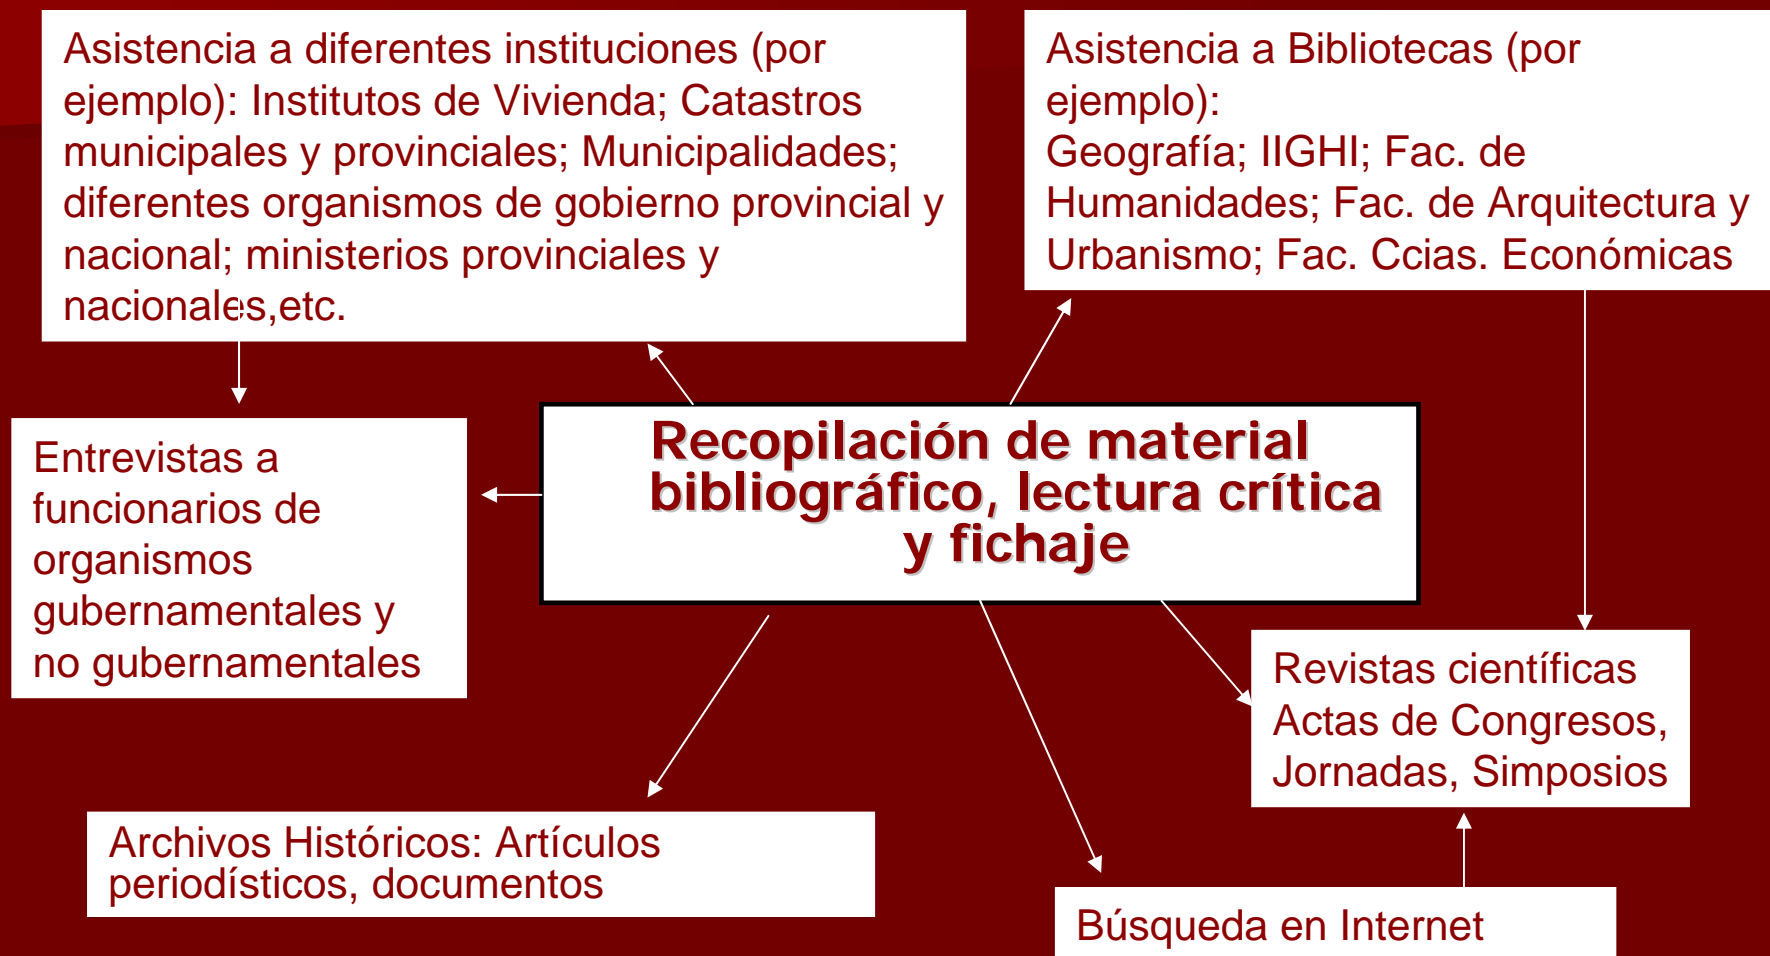 Asistencia a diferentes instituciones (por
ejemplo): Institutos de Vivienda; Catastros
municipales y provinciales; Municipalidades;
diferentes organismos de gobierno provincial y
nacional; ministerios provinciales y
nacionales,etc.
Asistencia a Bibliotecas (por
ejemplo):
Geografía; IIGHI; Fac. de
Humanidades; Fac. de Arquitectura y
Urbanismo; Fac. Ccias. Económicas
Entrevistas a
funcionarios de
organismos
gubernamentales y
no gubernamentales
Recopilación de material
bibliográfico, lectura crítica
y fichaje
Revistas científicas
Actas de Congresos,
Jornadas, Simposios
Archivos Históricos: Artículos
periodísticos, documentos
Búsqueda en Internet